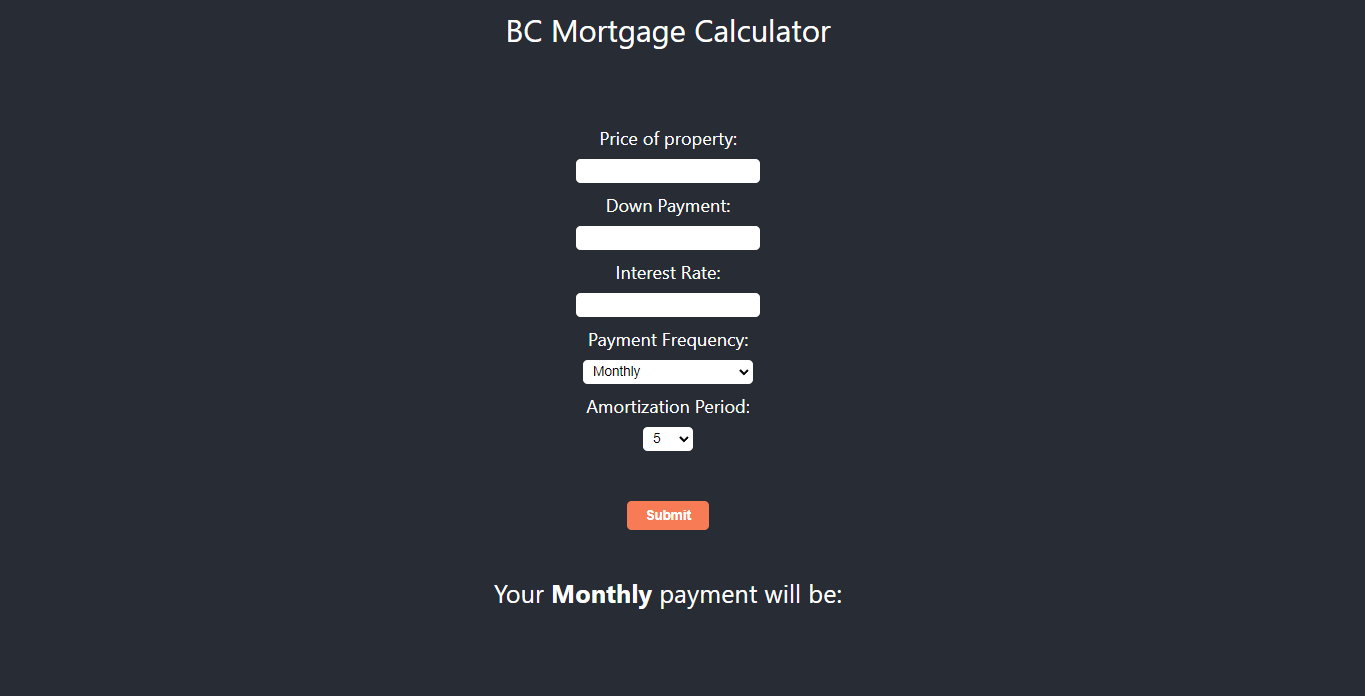 BC Mortgage Calculator
Price of property:
Down Payment:
Interest Rate:
Payment Frequency:
Monthly
Amortization Period:
5
Submit
Your Monthly payment will be: